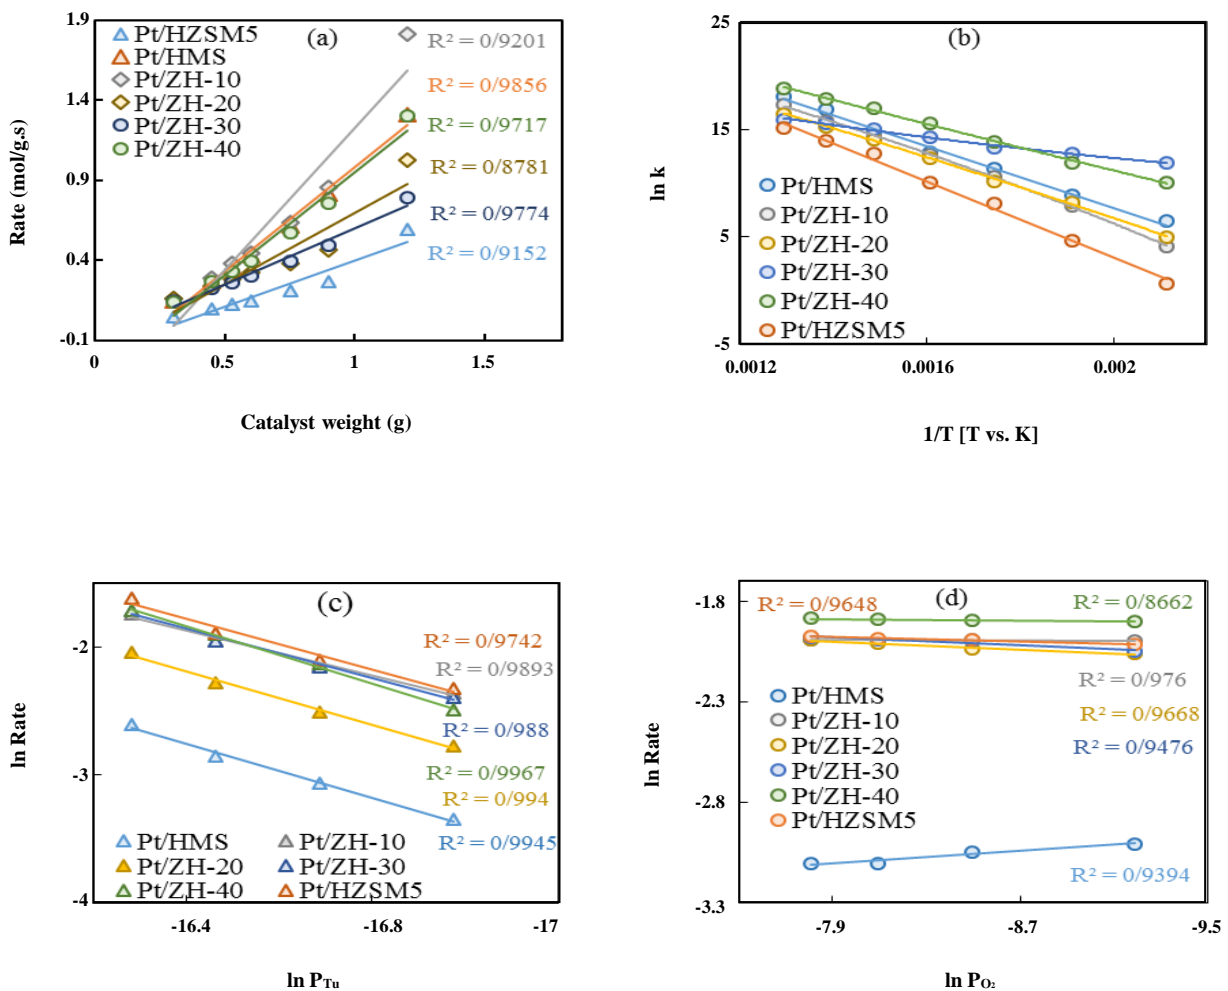 Rate (mol/g.s)
1.9
1.4
0.9
0.4
-0.1
0
0.5
1
1.5
Catalyst weight (g)
(a)
Pt/HZSM5
Pt/HMS
Pt/ZH-10
Pt/ZH-20
Pt/ZH-30
Pt/ZH-40
R² = 0/9201
R² = 0/9856
R² = 0/9717
R² = 0/8781
R² = 0/9774
R² = 0/9152
ln k
25
15
5
-5
0.0012
0.0016
0.002
1/T [T vs. K]
(b)
Pt/HMS
Pt/ZH-10
Pt/ZH-20
Pt/ZH-30
Pt/ZH-40
Pt/HZSM5
ln Rate
-2
-3
-4
-16.4
-16.8
-17
ln P_Tu
(c)
R² = 0/9742
R² = 0/9893
R² = 0/988
R² = 0/9967
R² = 0/994
R² = 0/9945
Pt/HMS
Pt/ZH-10
Pt/ZH-20
Pt/ZH-30
Pt/ZH-40
Pt/HZSM5
ln Rate
-1.8
-2.3
-2.8
-3.3
-7.9
-8.7
-9.5
ln P_O₂
(d)
R² = 0/9648
R² = 0/8662
R² = 0/976
R² = 0/9668
R² = 0/9476
R² = 0/9394
Pt/HMS
Pt/ZH-10
Pt/ZH-20
Pt/ZH-30
Pt/ZH-40
Pt/HZSM5